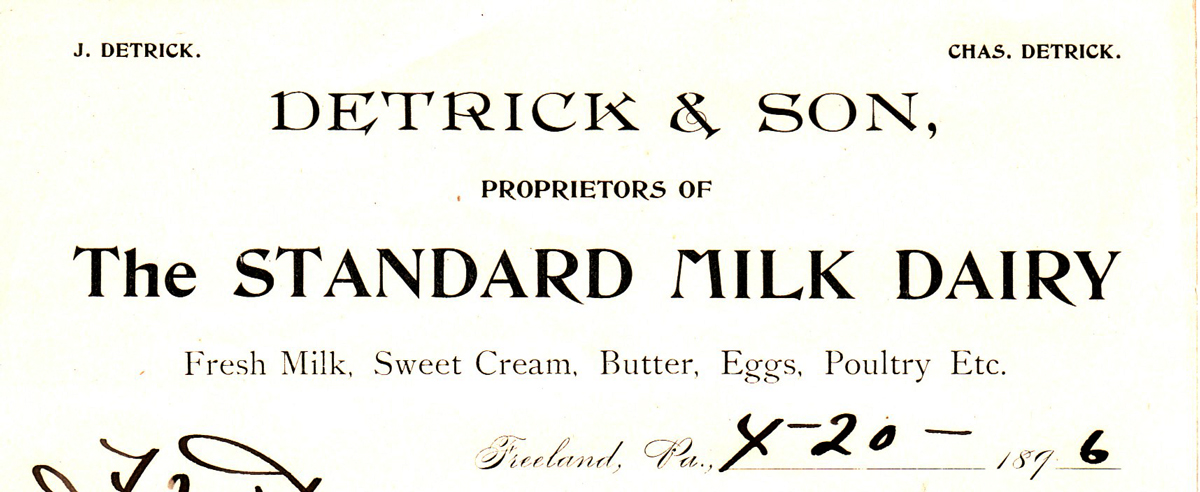 J. DETRICK. CHAS. DETRICK.
DETRICK & SON,
PROPRIETORS OF
The STANDARD MILK DAIRY
Fresh Milk, Sweet Cream, Butter, Eggs, Poultry Etc.
Freeland, Pa., X-20- 1896